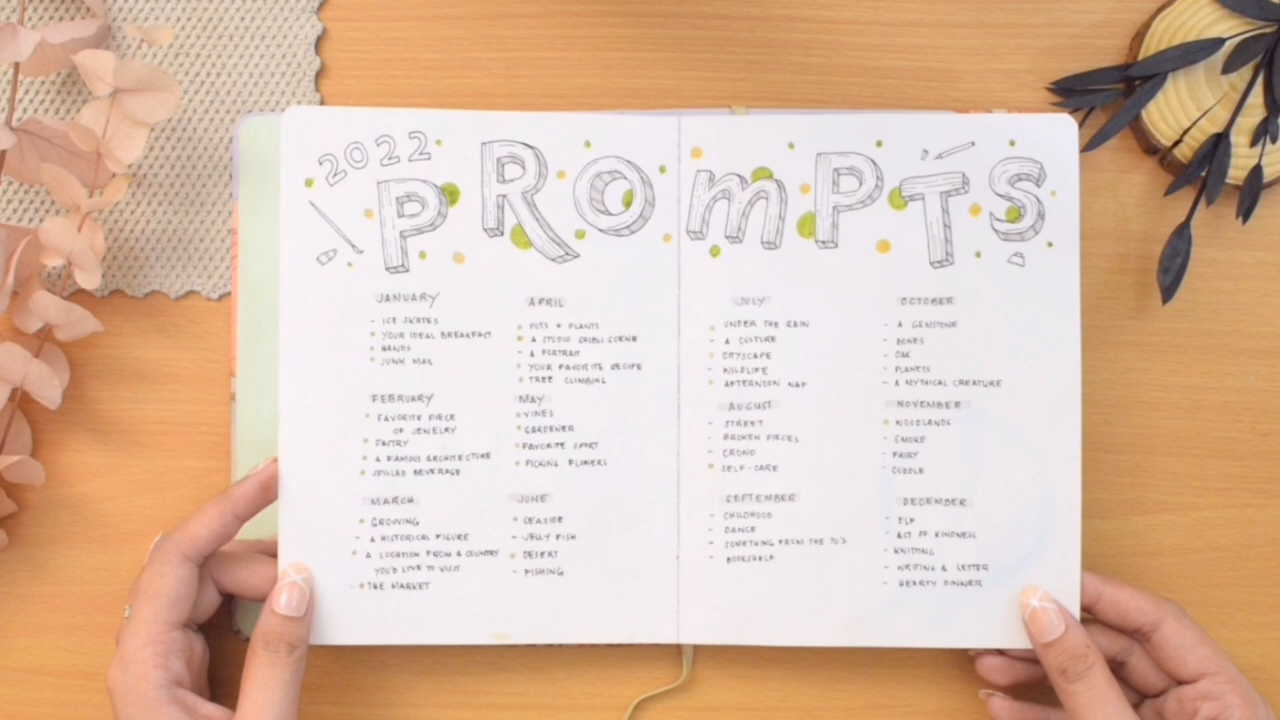 2022
PROMPTS
JANUARY
- ICE SKATES
YOUR IDEAL BREAKFAST
HANDS
JUNK MAIL
FEBRUARY
FAVORITE PIECE
OF JEWELRY
PASTRY
A FAMOUS ARCHITECTURE
SPILLED BEVERAGE
MARCH
GROWING
- A HISTORICAL FIGURE
A LOCATION FROM A COUNTRY
YOU'D LOVE TO VISIT
THE MARKET
APRIL
POTS + PLANTS
A STUDIO GHIBLI SCENE
- A PORTRAIT
YOUR FAVORITE RECIPE
TREE CLIMBING
MAY
VINES
GARDENER
FAVORITE SPORT
PICKING FLOWERS
JUNE
SEASIDE
- JELLY FISH
DESERT
- FISHING
JULY
UNDER THE RAIN
- A CULTURE
CITYSCAPE
WILDLIFE
AFTERNOON NAP
AUGUST
- STREET
- BROKEN PIECES
- CROWD
SELF-CARE
SEPTEMBER
- CHILDHOOD
- DANCE
- SOMETHING FROM THE 70'S
- BOOKSHELF
OCTOBER
- A GEMSTONE
- BONES
- OAK
- PLANETS
- A MYTHICAL CREATURE
NOVEMBER
WOODLANDS
- SMOKE
- FAIRY
- CUDDLE
DECEMBER
- ELF
- ACT OF KINDNESS
- KNITTING
- WRITING A LETTER
- HEARTY DINNER